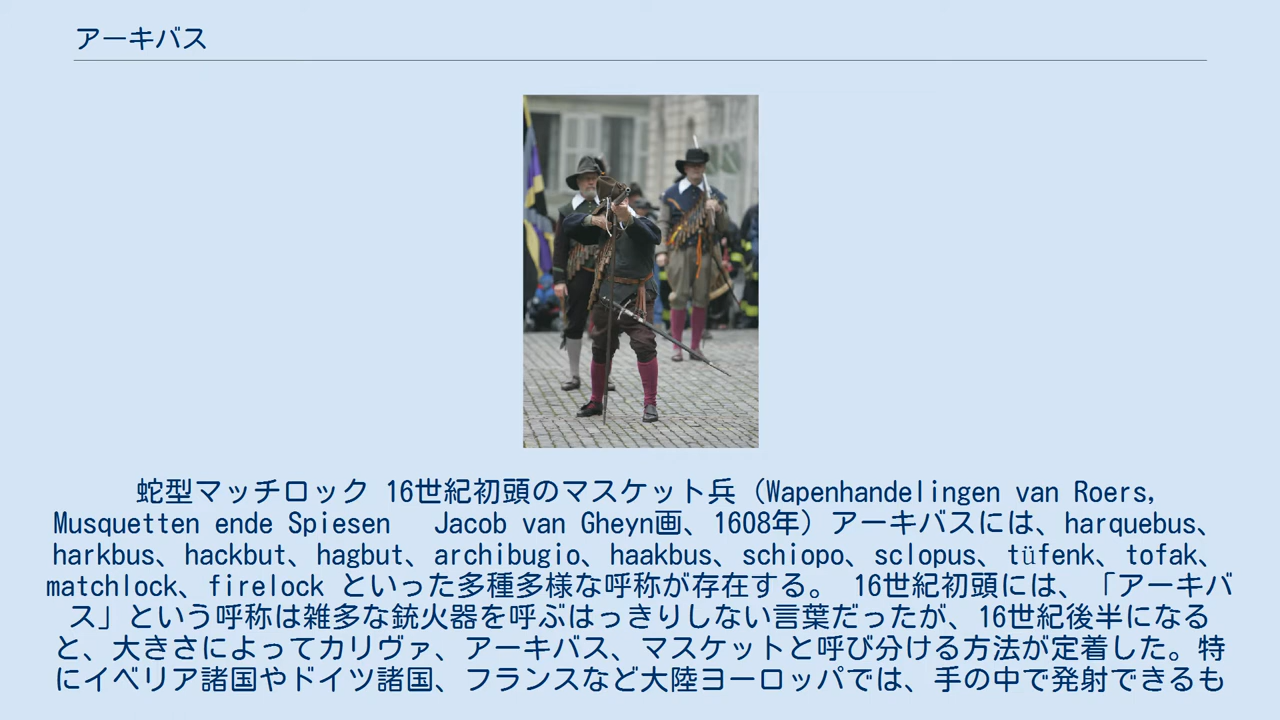 アーキバス
蛇型マッチロック 16世紀初頭のマスケット兵（Wapenhandelingen van Roers,
Musquetten ende Spiesen　Jacob van Gheyn画、1608年）アーキバスには、harquebus、
harkbus、hackbut、hagbut、archibugio、haakbus、schiopo、sclopus、tüfenk、tofak、
matchlock、firelock といった多種多様な呼称が存在する。 16世紀初頭には、「アーキバ
ス」という呼称は雑多な銃火器を呼ぶはっきりしない言葉だったが、16世紀後半になる
と、大きさによってカリヴァ、アーキバス、マスケットと呼び分ける方法が定着した。特
にイベリア諸国やドイツ諸国、フランスなど大陸ヨーロッパでは、手の中で発射できるも